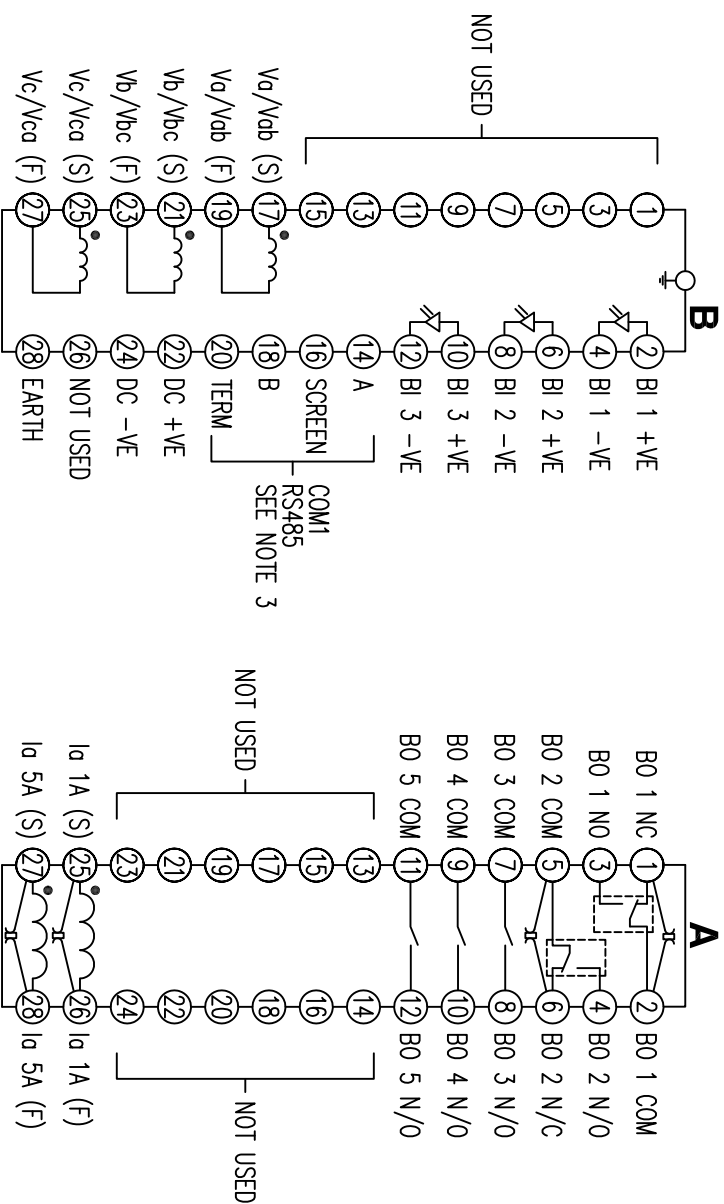 B
NOT USED
1
3
5
7
9
11
13
15
Va/Vab (S) 17
Va/Vab (F) 19
Vb/Vbc (S) 21
Vb/Vbc (F) 23
Vc/Vca (S) 25
Vc/Vca (F) 27
2 BI 1 +VE
4 BI 1 -VE
6 BI 2 +VE
8 BI 2 -VE
10 BI 3 +VE
12 BI 3 -VE
14 A
16 SCREEN
18 B
20 TERM
COM1
RS485
SEE NOTE 3
22 DC +VE
24 DC -VE
26 NOT USED
28 EARTH
A
BO 1 NC 1
BO 1 NO 3
BO 2 COM 5
BO 3 COM 7
BO 4 COM 9
BO 5 COM 11
NOT USED
13
15
17
19
21
23
Ia 1A (S) 25
Ia 5A (S) 27
2 BO 1 COM
4 BO 2 N/O
6 BO 2 N/C
8 BO 3 N/O
10 BO 4 N/O
12 BO 5 N/O
14
16
18
20
22
24
NOT USED
26 Ia 1A (F)
28 Ia 5A (F)